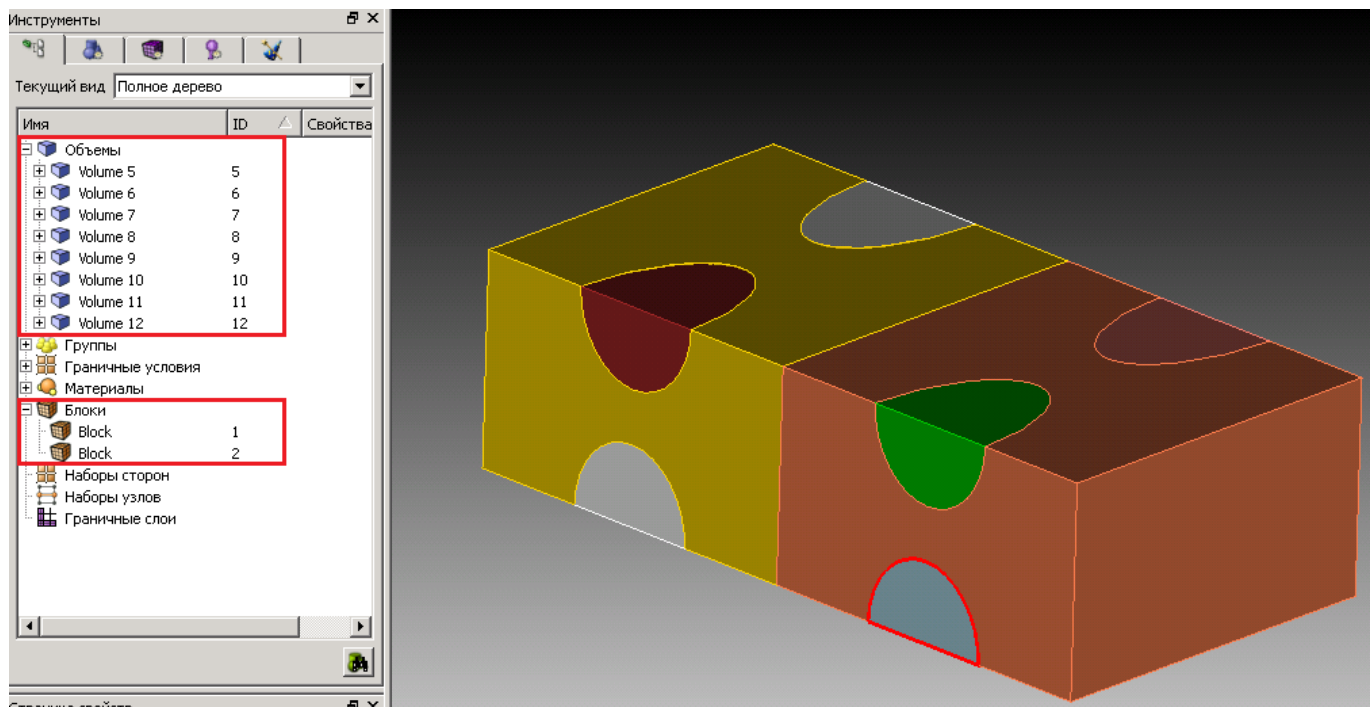 Инструменты
Текущий вид Полное дерево
Имя ID Свойства
Объемы
Volume 5 5
Volume 6 6
Volume 7 7
Volume 8 8
Volume 9 9
Volume 10 10
Volume 11 11
Volume 12 12
Группы
Граничные условия
Материалы
Блоки
Block 1
Block 2
Наборы сторон
Наборы узлов
Граничные слои